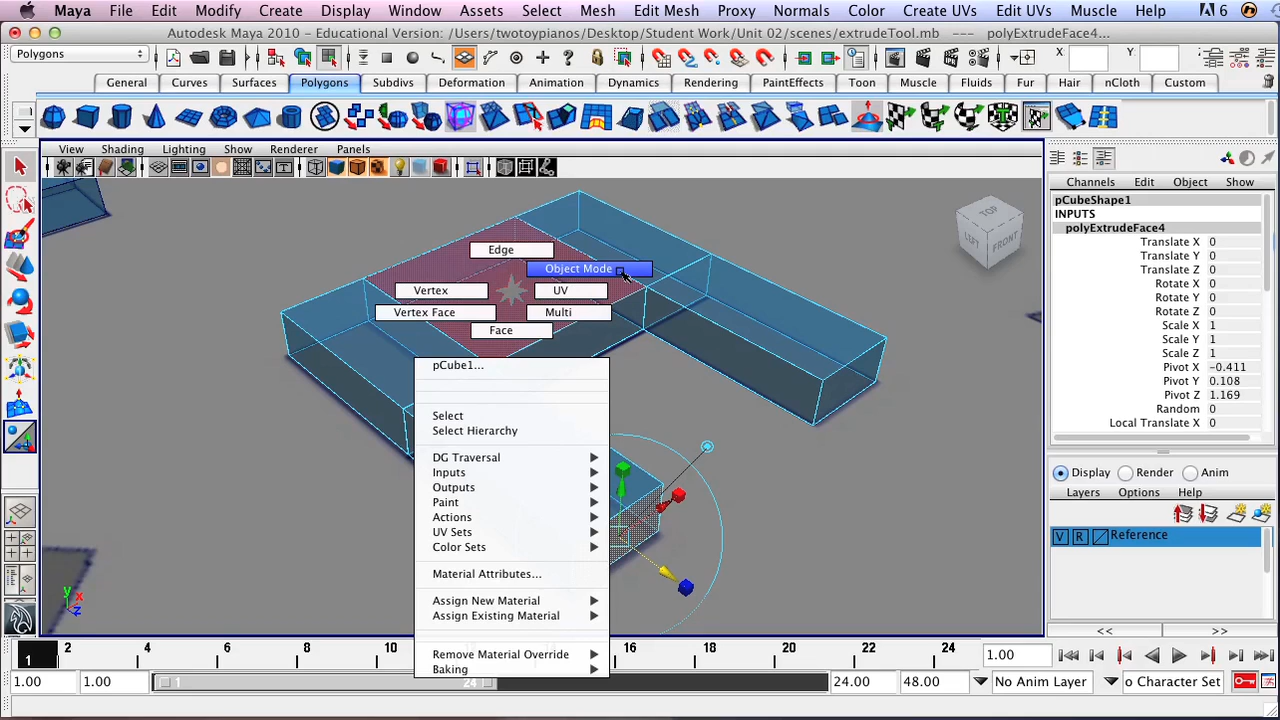 Maya File Edit Modify Create Display Window Assets Select Mesh Edit Mesh Proxy Normals Color Create UVs Edit UVs Muscle Help 6
Autodesk Maya 2010 - Educational Version: /Users/twotoypianos/Desktop/Student Work/Unit 02/scenes/extrudeTool.mb --- polyExtrudeFace4...
Polygons X: Y:
General Curves Surfaces Polygons Subdivs Deformation Animation Dynamics Rendering PaintEffects Toon Muscle Fluids Fur Hair nCloth Custom
View Shading Lighting Show Renderer Panels
Channels Edit Object Show
pCubeShape1
INPUTS
polyExtrudeFace4
Translate X 0
Translate Y 0
Translate Z 0
Rotate X 0
Rotate Y 0
Rotate Z 0
Scale X 1
Scale Y 1
Scale Z 1
Pivot X -0.411
Pivot Y 0.108
Pivot Z 1.169
Random 0
Local Translate X 0
TOP
LEFT
FRONT
Edge
Object Mode
Vertex
UV
Vertex Face
Multi
Face
pCube1...
Select
Select Hierarchy
DG Traversal
Inputs
Outputs
Paint
Actions
UV Sets
Color Sets
Material Attributes...
Assign New Material
Assign Existing Material
Remove Material Override
Baking
y
x
z
Display Render Anim
Layers Options Help
V R Reference
<< >>
1 2 4 6 8 10 16 18 20 22 24 1.00
1.00 1.00 1 24 24.00 48.00 No Anim Layer o Character Set